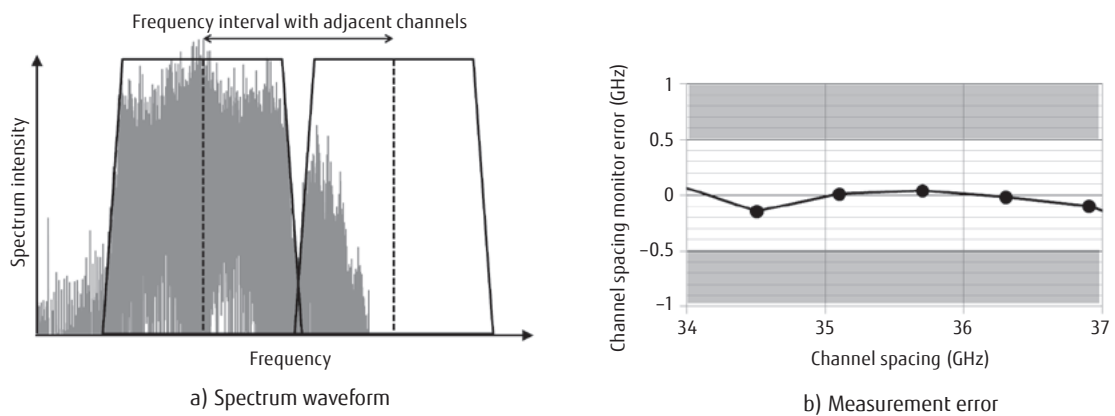 Frequency interval with adjacent channels
Spectrum intensity
Frequency
a) Spectrum waveform
Channel spacing monitor error (GHz)
1
0.5
0
−0.5
−1
34
35
36
37
Channel spacing (GHz)
b) Measurement error